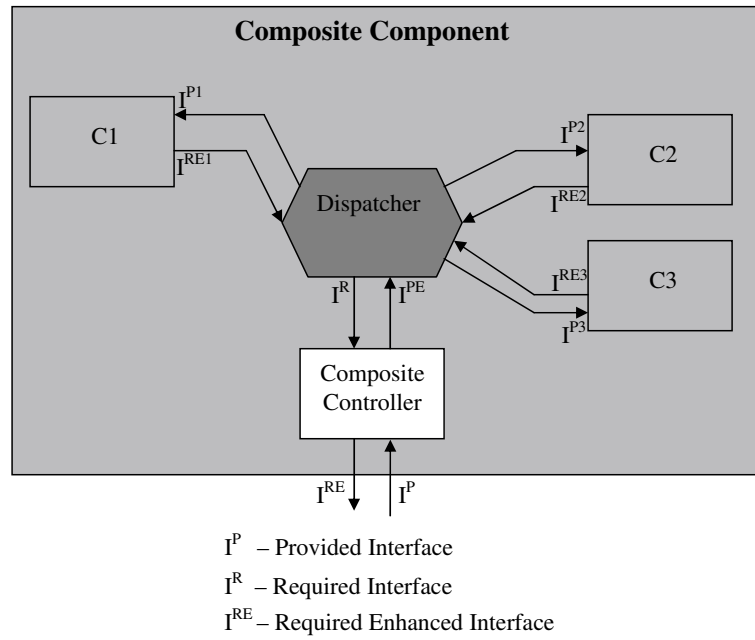 Composite Component
I^P1
C1
I^RE1
I^P2
C2
I^RE2
Dispatcher
I^RE3
C3
I^P3
I^R
I^PE
Composite
Controller
I^RE
I^P
I^P – Provided Interface
I^R – Required Interface
I^RE – Required Enhanced Interface